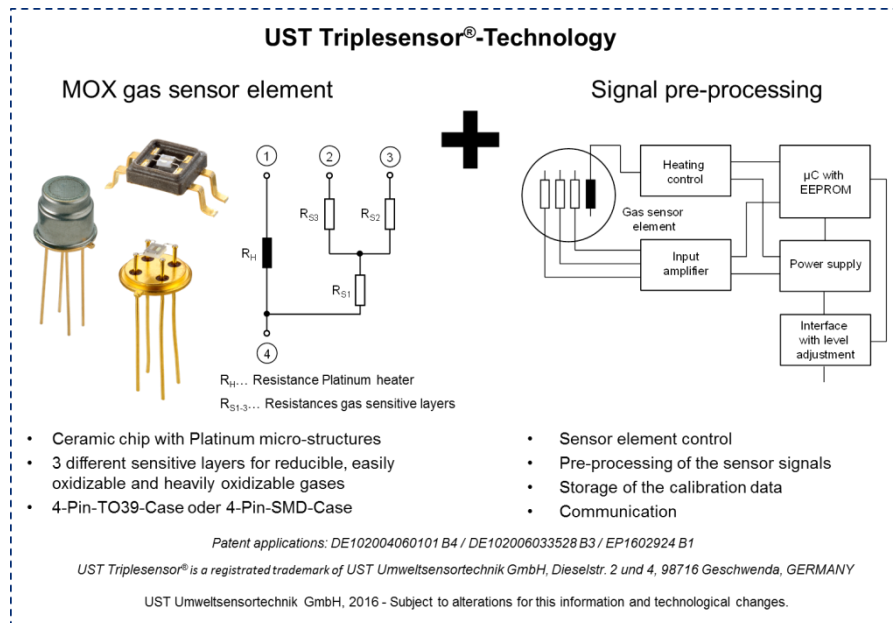 UST Triplesensor®-Technology
MOX gas sensor element
Signal pre-processing
1
2
3
RS3
RS2
RH
RS1
4
RH... Resistance Platinum heater
RS1-3... Resistances gas sensitive layers
Heating
control
µC with
EEPROM
Gas sensor
element
Input
amplifier
Power supply
Interface
with level
adjustment
• Ceramic chip with Platinum micro-structures
• 3 different sensitive layers for reducible, easily
oxidizable and heavily oxidizable gases
• 4-Pin-TO39-Case oder 4-Pin-SMD-Case
• Sensor element control
• Pre-processing of the sensor signals
• Storage of the calibration data
• Communication
Patent applications: DE102004060101 B4 / DE102006033528 B3 / EP1602924 B1
UST Triplesensor® is a registrated trademark of UST Umweltsensortechnik GmbH, Dieselstr. 2 und 4, 98716 Geschwenda, GERMANY
UST Umweltsensortechnik GmbH, 2016 - Subject to alterations for this information and technological changes.